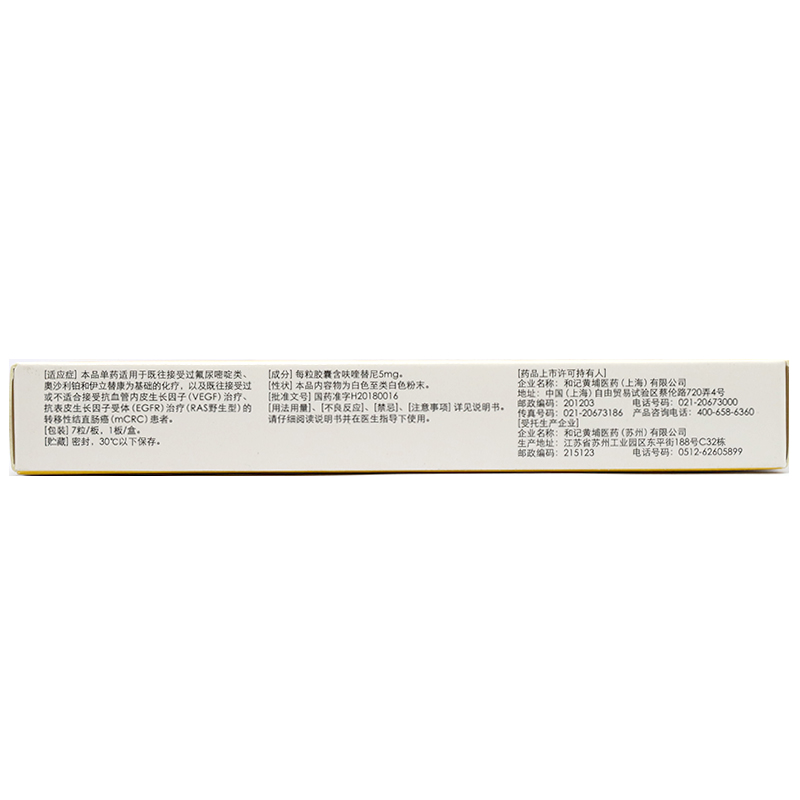 [适应症] 本品单药适用于既往接受过氟尿嘧啶类、
奥沙利铂和伊立替康为基础的化疗，以及既往接受过
或不适合接受抗血管内皮生长因子 (VEGF) 治疗、
抗表皮生长因子受体 (EGFR) 治疗 (RAS野生型) 的
转移性结直肠癌 (mCRC) 患者。
[包装] 7粒/板，1板/盒。
[贮藏] 密封，30℃以下保存。
[成分] 每粒胶囊含呋喹替尼5mg。
[性状] 本品内容物为白色至类白色粉末。
[批准文号] 国药准字H20180016
[用法用量]、[不良反应]、[禁忌]、[注意事项] 详见说明书。
请仔细阅读说明书并在医生指导下使用。
[药品上市许可持有人]
企业名称：和记黄埔医药 (上海) 有限公司
地址：中国 (上海) 自由贸易试验区蔡伦路720弄4号
邮政编码：201203 电话号码：021-20673000
传真号码：021-20673186 产品咨询电话：400-658-6360
[受托生产企业]
企业名称：和记黄埔医药 (苏州) 有限公司
生产地址：江苏省苏州工业园区东平街188号C32栋
邮政编码：215123 电话号码：0512-62605899